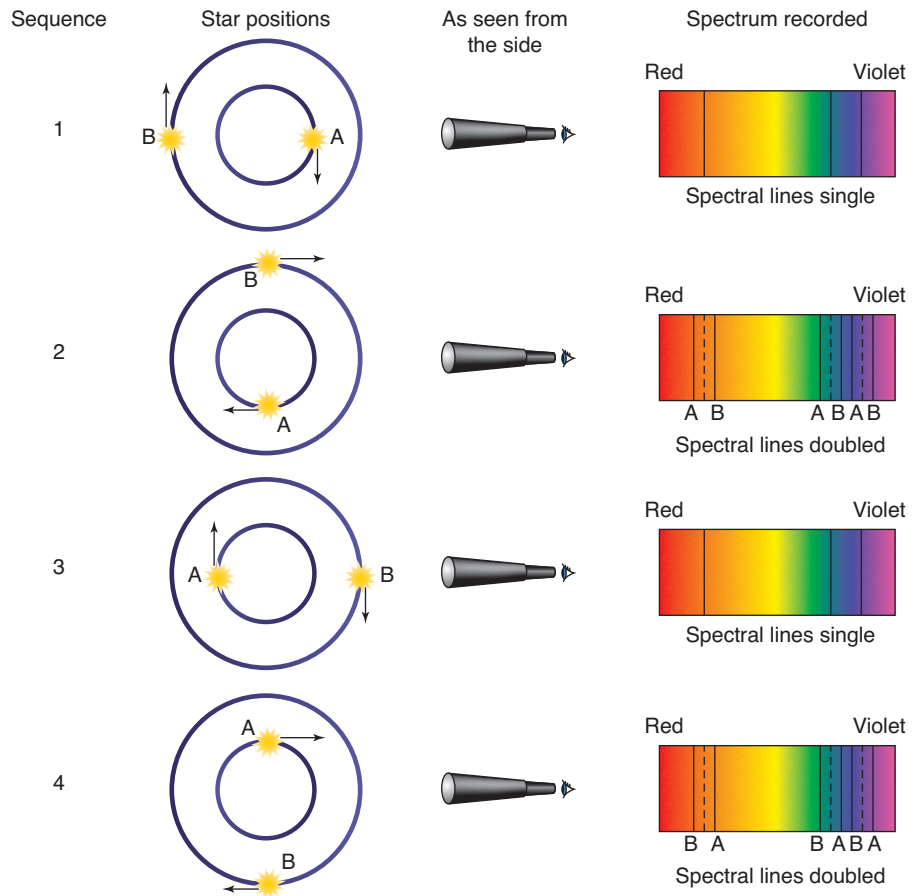 Sequence
Star positions
As seen from
the side
Spectrum recorded
1
B
A
Red
Violet
Spectral lines single
2
B
A
Red
Violet
A B A B A B
Spectral lines doubled
3
A
B
Red
Violet
Spectral lines single
4
A
B
Red
Violet
B A B A B A
Spectral lines doubled